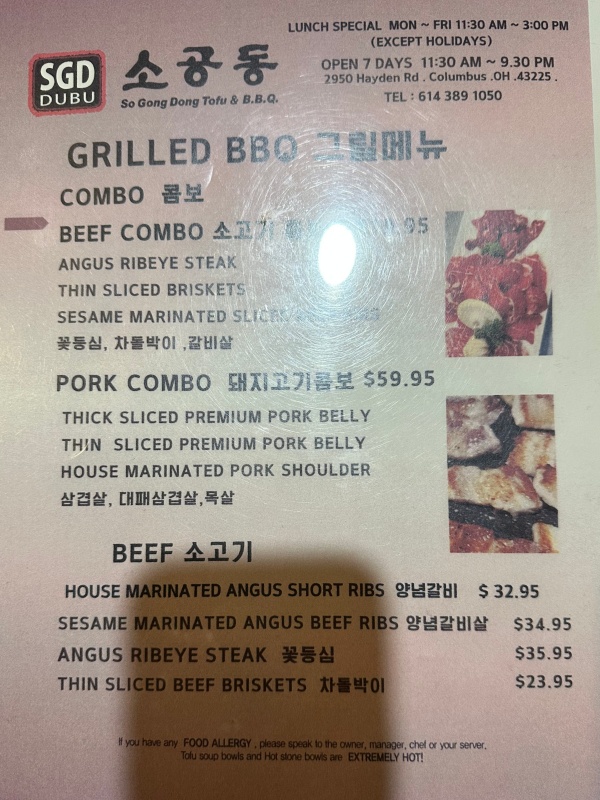 LUNCH SPECIAL MON ~ FRI 11:30 AM ~ 3:00 PM
(EXCEPT HOLIDAYS)
SGD
DUBU
소공동
So Gong Dong Tofu & B.B.Q.
OPEN 7 DAYS 11:30 AM ~ 9.30 PM
2950 Hayden Rd . Columbus .OH .43225 .
TEL : 614 389 1050
GRILLED BBQ 그릴메뉴
COMBO 콤보
BEEF COMBO 소고기
ANGUS RIBEYE STEAK
THIN SLICED BRISKETS
SESAME MARINATED
꽃등심, 차돌박이 ,갈비살
PORK COMBO 돼지고기콤보 $59.95
THICK SLICED PREMIUM PORK BELLY
THIN SLICED PREMIUM PORK BELLY
HOUSE MARINATED PORK SHOULDER
삼겹살, 대패삼겹살,목살
BEEF 소고기
HOUSE MARINATED ANGUS SHORT RIBS 양념갈비 $ 32.95
SESAME MARINATED ANGUS BEEF RIBS 양념갈비살 $34.95
ANGUS RIBEYE STEAK 꽃등심 $35.95
THIN SLICED BEEF BRISKETS 차돌박이 $23.95
If you have any FOOD ALLERGY , please speak to the owner, manager, chef or your server.
Tofu soup bowls and Hot stone bowls are EXTREMELY HOT!